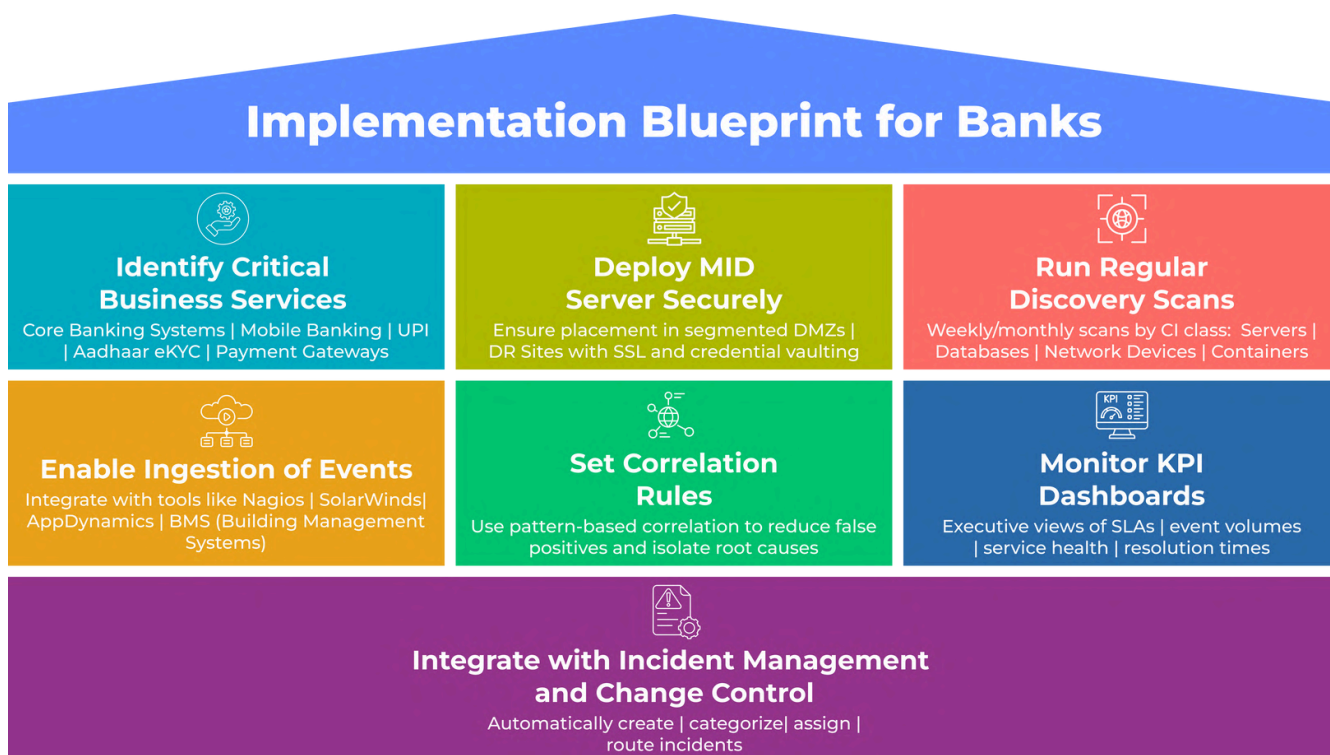 Implementation Blueprint for Banks
Identify Critical
Business Services
Core Banking Systems | Mobile Banking | UPI
| Aadhaar eKYC | Payment Gateways
Deploy MID
Server Securely
Ensure placement in segmented DMZs |
DR Sites with SSL and credential vaulting
Run Regular
Discovery Scans
Weekly/monthly scans by CI class:  Servers |
Databases | Network Devices | Containers
Enable Ingestion of Events
Integrate with tools like Nagios | SolarWinds|
AppDynamics | BMS (Building Management
Systems)
Set Correlation
Rules
Use pattern-based correlation to reduce false
positives and isolate root causes
KPI
Monitor KPI
Dashboards
Executive views of SLAs | event volumes
| service health | resolution times
Integrate with Incident Management
and Change Control
Automatically create | categorize| assign |
route incidents